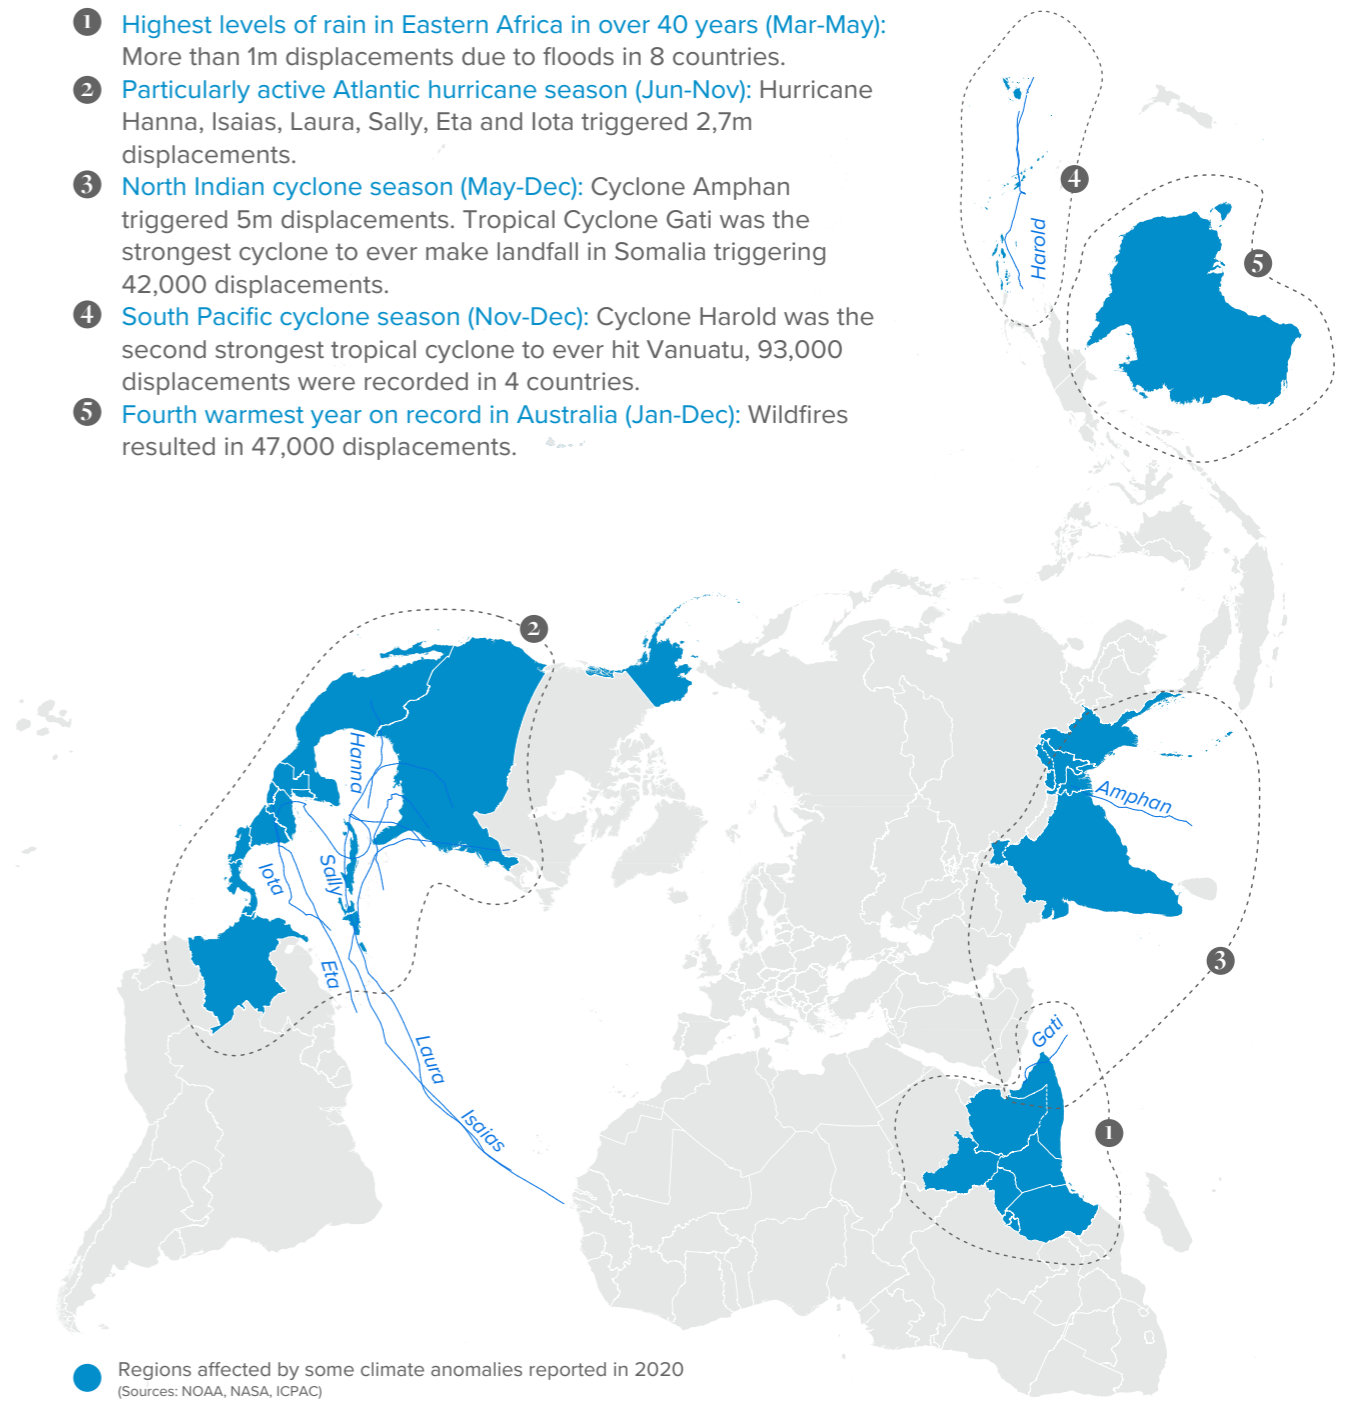 1 Highest levels of rain in Eastern Africa in over 40 years (Mar-May):
More than 1m displacements due to floods in 8 countries.
2 Particularly active Atlantic hurricane season (Jun-Nov): Hurricane
Hanna, Isaias, Laura, Sally, Eta and Iota triggered 2,7m
displacements.
3 North Indian cyclone season (May-Dec): Cyclone Amphan
triggered 5m displacements. Tropical Cyclone Gati was the
strongest cyclone to ever make landfall in Somalia triggering
42,000 displacements.
4 South Pacific cyclone season (Nov-Dec): Cyclone Harold was the
second strongest tropical cyclone to ever hit Vanuatu, 93,000
displacements were recorded in 4 countries.
5 Fourth warmest year on record in Australia (Jan-Dec): Wildfires
resulted in 47,000 displacements.
4
Harold
5
2
Hanna
Amphan
Sally
Iota
Eta
3
Gati
Laura
Isaias
1
Regions affected by some climate anomalies reported in 2020
(Sources: NOAA, NASA, ICPAC)